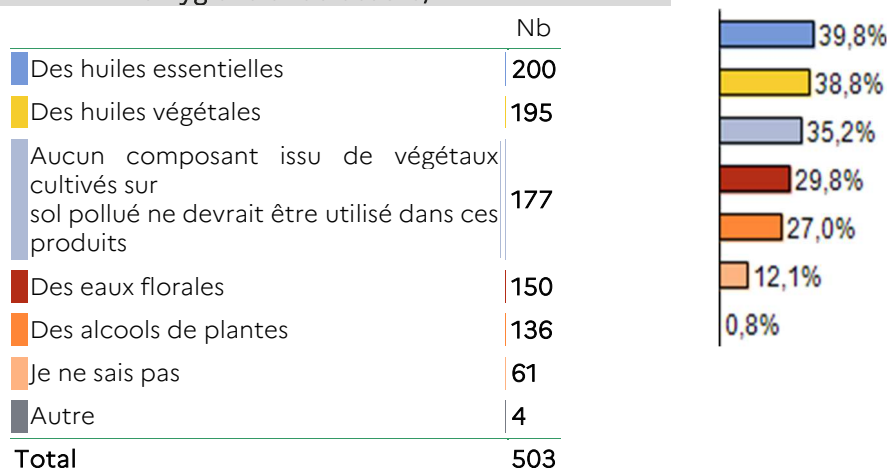 Nb
Des huiles essentielles 200
Des huiles végétales 195
Aucun composant issu de végétaux
cultivés sur
sol pollué ne devrait être utilisé dans ces
produits
177
Des eaux florales 150
Des alcools de plantes 136
Je ne sais pas 61
Autre 4
Total 503
39,8%
38,8%
35,2%
29,8%
27,0%
12,1%
0,8%